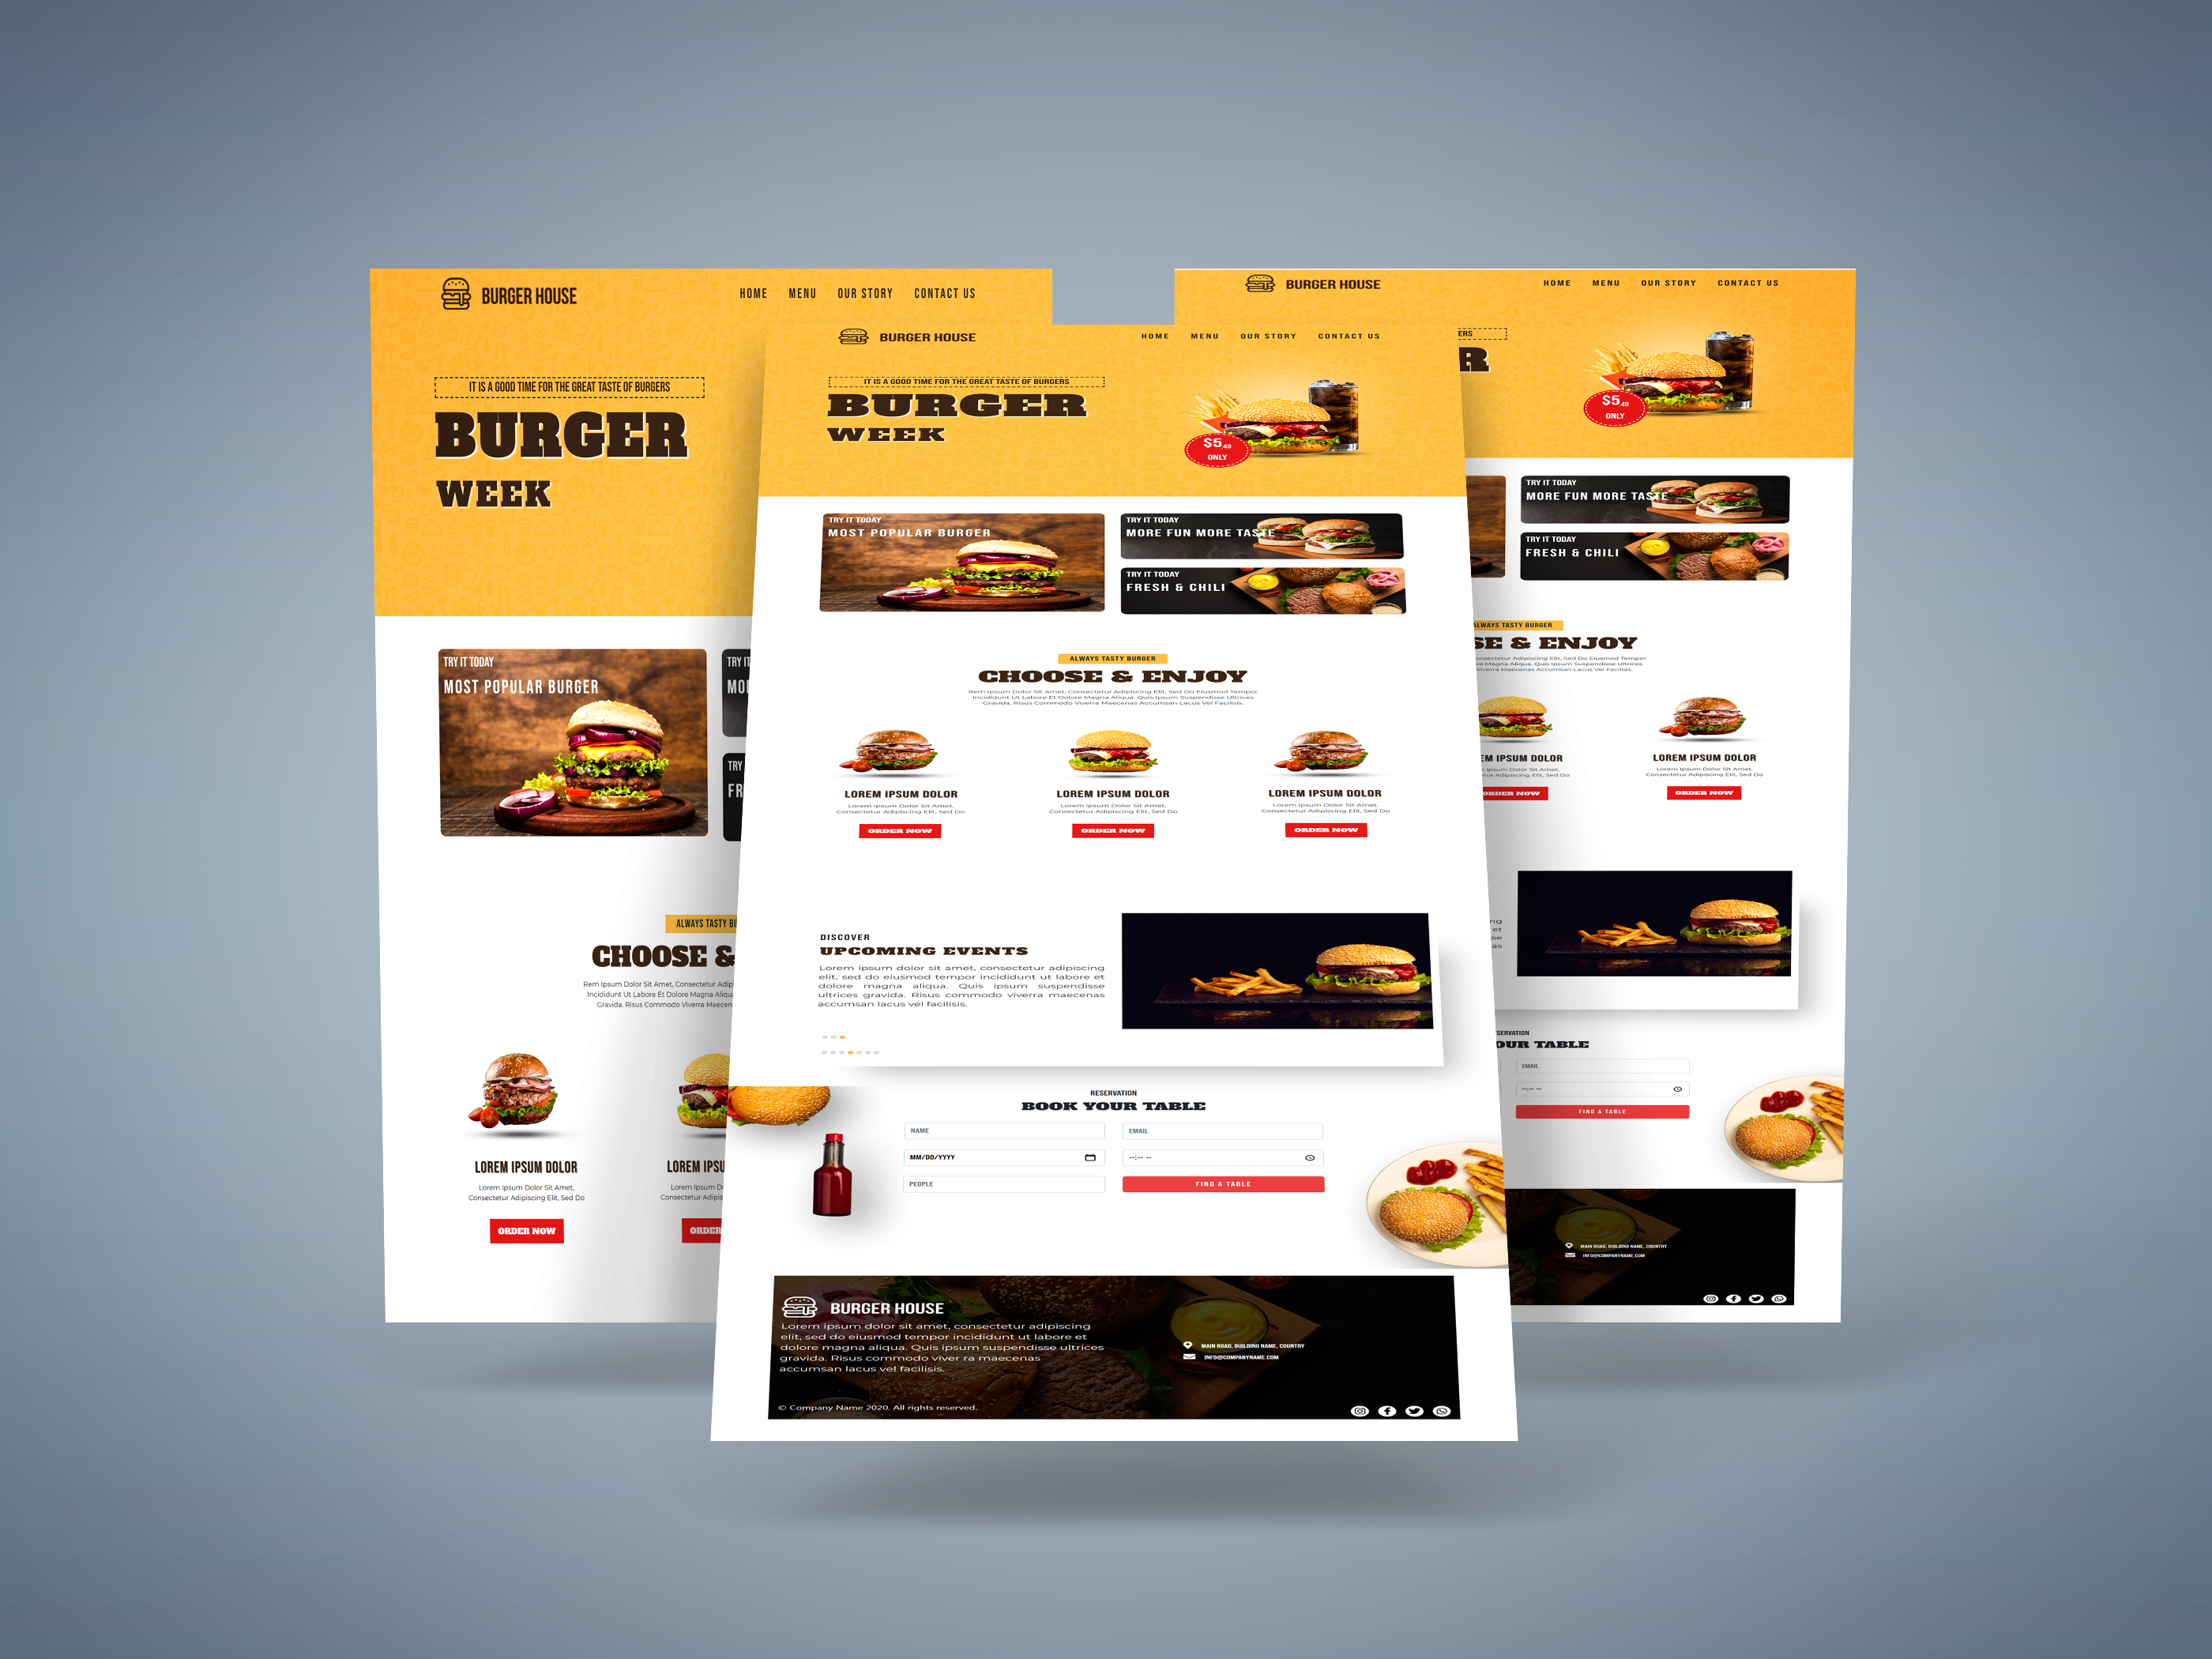 BURGER HOUSE
HOME MENU OUR STORY CONTACT US
IT IS A GOOD TIME FOR THE GREAT TASTE OF BURGERS
BURGER
WEEK
TRY IT TODAY
MOST POPULAR BURGER
TRY IT
MO
TRY
FR
ALWAYS TASTY BU
CHOOSE &
Rem Ipsum Dolor Sit Amet, Consectetur Adip
Incididunt Ut Labore Et Dolore Magna Aliqu
Gravida. Risus Commodo Viverra Maecen
LOREM IPSUM DOLOR
Lorem Ipsum Dolor Sit Amet,
Consectetur Adipiscing Elit, Sed Do
ORDER NOW
LOREM IPSU
Lorem Ipsum D
Consectetur Adipis
ORDER
BURGER HOUSE
HOME MENU OUR STORY CONTACT US
IT IS A GOOD TIME FOR THE GREAT TASTE OF BURGERS
BURGER
WEEK
$5.49
ONLY
TRY IT TODAY
MOST POPULAR BURGER
TRY IT TODAY
MORE FUN MORE TASTE
TRY IT TODAY
FRESH & CHILI
ALWAYS TASTY BURGER
CHOOSE & ENJOY
Rem Ipsum Dolor Sit Amet, Consectetur Adipiscing Elit, Sed Do Eiusmod Tempor
Incididunt Ut Labore Et Dolore Magna Aliqua. Quis Ipsum Suspendisse Ultrices
Gravida. Risus Commodo Viverra Maecenas Accumsan Lacus Vel Facilisis.
LOREM IPSUM DOLOR
Lorem Ipsum Dolor Sit Amet,
Consectetur Adipiscing Elit, Sed Do
ORDER NOW
LOREM IPSUM DOLOR
Lorem Ipsum Dolor Sit Amet,
Consectetur Adipiscing Elit, Sed Do
ORDER NOW
LOREM IPSUM DOLOR
Lorem Ipsum Dolor Sit Amet,
Consectetur Adipiscing Elit, Sed Do
ORDER NOW
DISCOVER
UPCOMING EVENTS
Lorem ipsum dolor sit amet, consectetur adipiscing
elit, sed do eiusmod tempor incididunt ut labore et
dolore magna aliqua. Quis ipsum suspendisse
ultrices gravida. Risus commodo viverra maecenas
accumsan lacus vel facilisis.
RESERVATION
BOOK YOUR TABLE
NAME
EMAIL
MM/DD/YYYY
--:-- --
PEOPLE
FIND A TABLE
BURGER HOUSE
Lorem ipsum dolor sit amet, consectetur adipiscing
elit, sed do eiusmod tempor incididunt ut labore et
dolore magna aliqua. Quis ipsum suspendisse ultrices
gravida. Risus commodo viver ra maecenas
accumsan lacus vel facilisis.
MAIN ROAD, BUILDING NAME, COUNTRY
INFO@COMPANYNAME.COM
© Company Name 2020. All rights reserved.
BURGER HOUSE
HOME MENU OUR STORY CONTACT US
ERS
R
$5.49
ONLY
TRY IT TODAY
MORE FUN MORE TASTE
TRY IT TODAY
FRESH & CHILI
ALWAYS TASTY BURGER
SE & ENJOY
nsectetur Adipiscing Elit, Sed Do Eiusmod Tempor
re Magna Aliqua. Quis Ipsum Suspendisse Ultrices
Viverra Maecenas Accumsan Lacus Vel Facilisis.
EM IPSUM DOLOR
Ipsum Dolor Sit Amet,
tur Adipiscing Elit, Sed Do
ORDER NOW
LOREM IPSUM DOLOR
Lorem Ipsum Dolor Sit Amet,
Consectetur Adipiscing Elit, Sed Do
ORDER NOW
ng
et
se
as
SERVATION
OUR TABLE
EMAIL
--:-- --
FIND A TABLE
MAIN ROAD, BUILDING NAME, COUNTRY
INFO@COMPANYNAME.COM